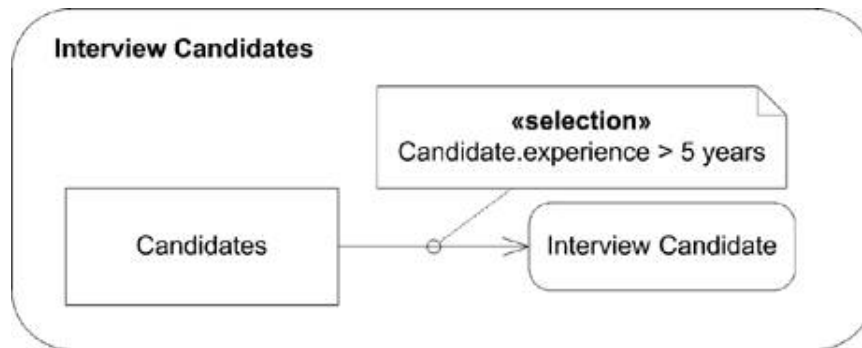 Interview Candidates
«selection»
Candidate.experience > 5 years
Candidates
Interview Candidate